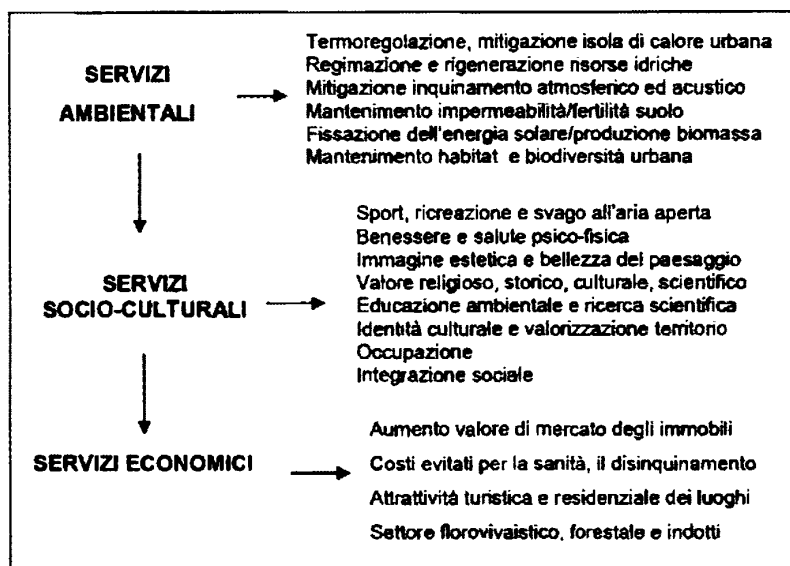 SERVIZI
AMBIENTALI
Termoregolazione, mitigazione isola di calore urbana
Regimazione e rigenerazione risorse idriche
Mitigazione inquinamento atmosferico ed acustico
Mantenimento impermeabilità/fertilità suolo
Fissazione dell'energia solare/produzione biomassa
Mantenimento habitat e biodiversità urbana
SERVIZI
SOCIO-CULTURALI
Sport, ricreazione e svago all'aria aperta
Benessere e salute psico-fisica
Immagine estetica e bellezza del paesaggio
Valore religioso, storico, culturale, scientifico
Educazione ambientale e ricerca scientifica
Identità culturale e valorizzazione territorio
Occupazione
Integrazione sociale
SERVIZI ECONOMICI
Aumento valore di mercato degli immobili
Costi evitati per la sanità, il disinquinamento
Attrattività turistica e residenziale dei luoghi
Settore florovivaistico, forestale e indotti